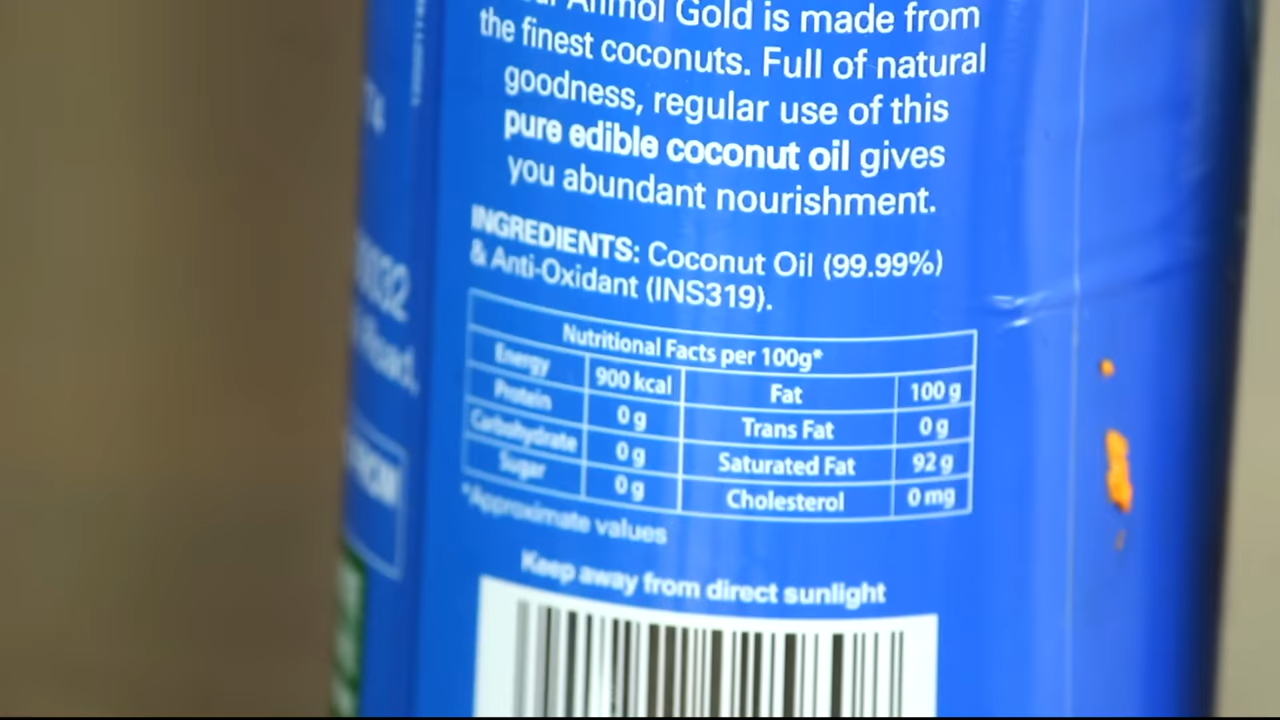 Anmol Gold is made from
the finest coconuts. Full of natural
goodness, regular use of this
pure edible coconut oil gives
you abundant nourishment.
INGREDIENTS: Coconut Oil (99.99%)
& Anti-Oxidant (INS319).
Nutritional Facts per 100g*
Energy 900 kcal Fat 100 g
Protein 0 g Trans Fat 0 g
Carbohydrate 0 g Saturated Fat 92 g
Sugar 0 g Cholesterol 0 mg
*Approximate values
Keep away from direct sunlight